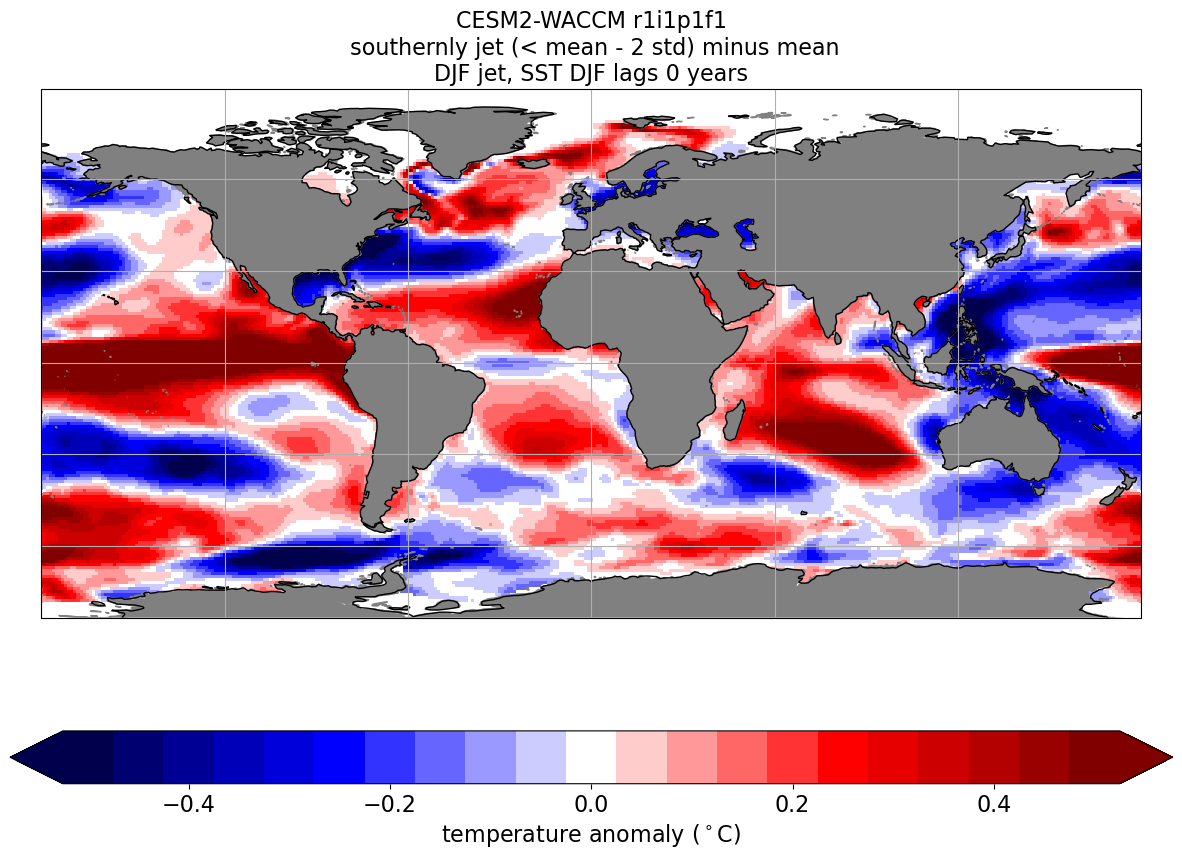 CESM2-WACCM r1i1p1f1
southernly jet (< mean - 2 std) minus mean
DJF jet, SST DJF lags 0 years
−0.4 −0.2 0.0 0.2 0.4
temperature anomaly (∘C)